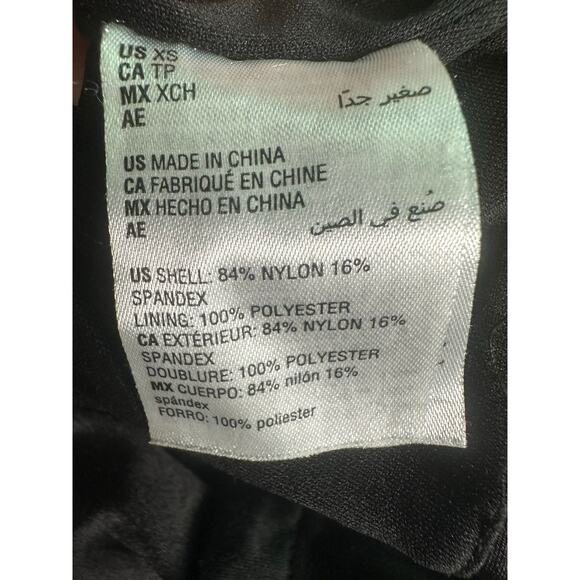 US XS
CA TP
MX XCH
AE صغير جدًا
US MADE IN CHINA
CA FABRIQUÉ EN CHINE
MX HECHO EN CHINA
AE صُنع في الصين
US SHELL: 84% NYLON 16%
SPANDEX
LINING: 100% POLYESTER
CA EXTÉRIEUR: 84% NYLON 16%
SPANDEX
DOUBLURE: 100% POLYESTER
MX CUERPO: 84% nilón 16%
spándex
FORRO: 100% poliester